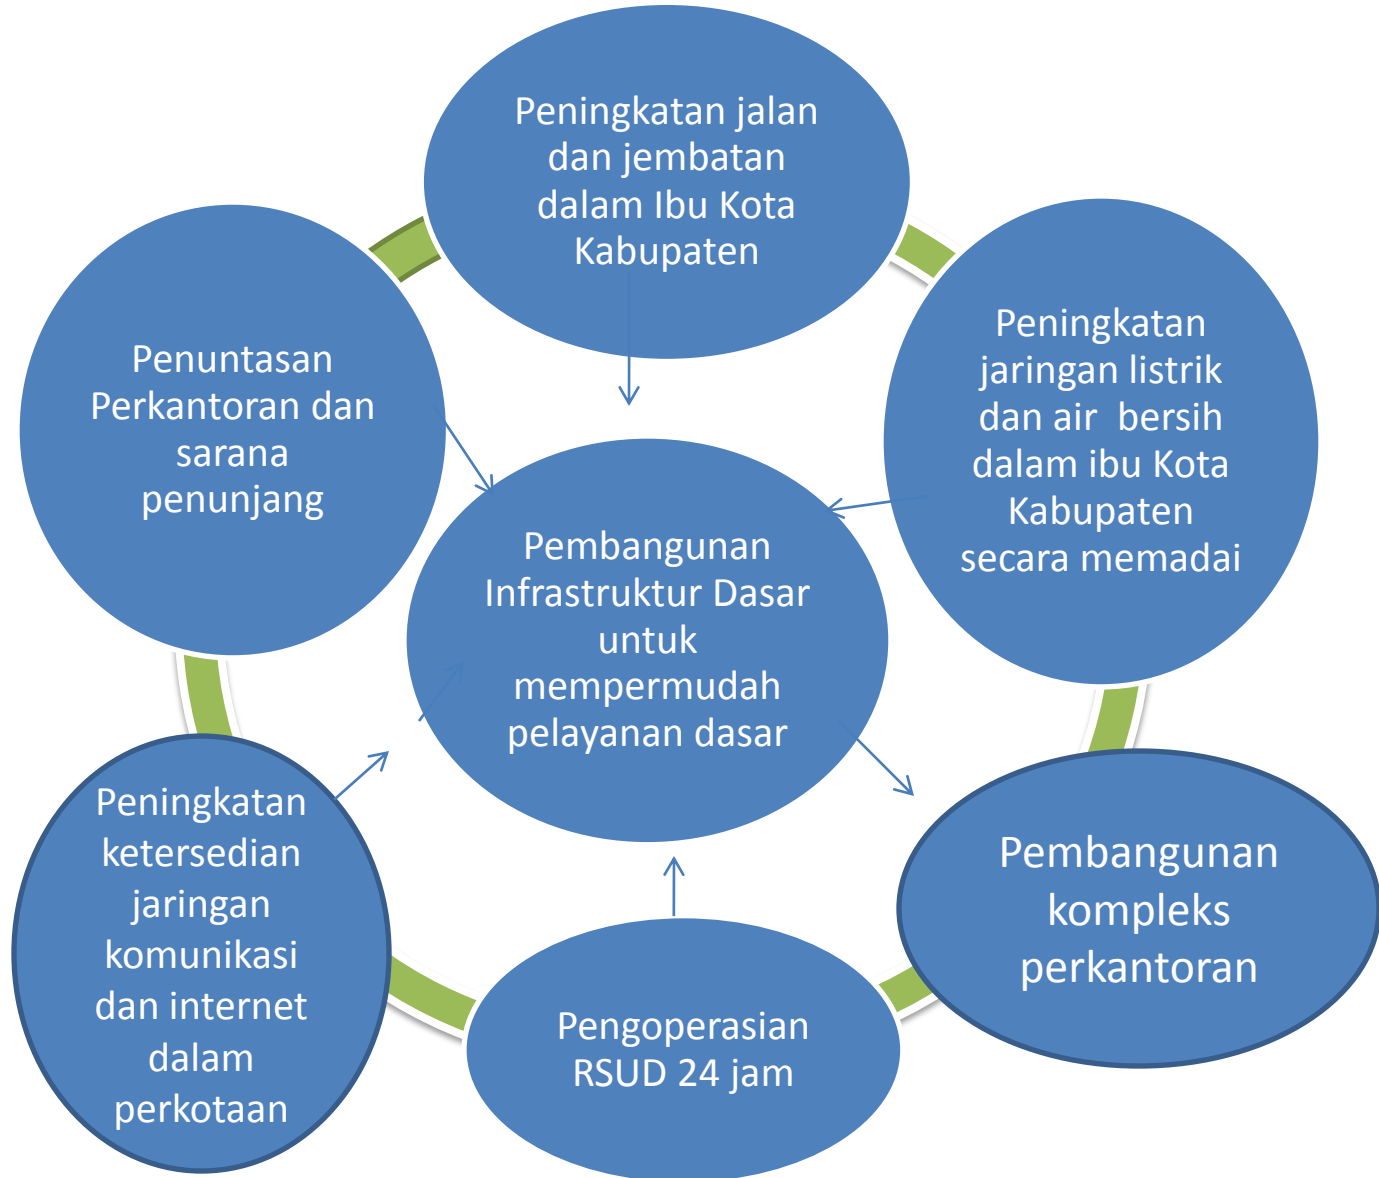 Peningkatan jalan
dan jembatan
dalam Ibu Kota
Kabupaten
Penuntasan
Perkantoran dan
sarana
penunjang
Peningkatan
jaringan listrik
dan air  bersih
dalam ibu Kota
Kabupaten
secara memadai
Pembangunan
Infrastruktur Dasar
untuk
mempermudah
pelayanan dasar
Peningkatan
ketersedian
jaringan
komunikasi
dan internet
dalam
perkotaan
Pengoperasian
RSUD 24 jam
Pembangunan
kompleks
perkantoran